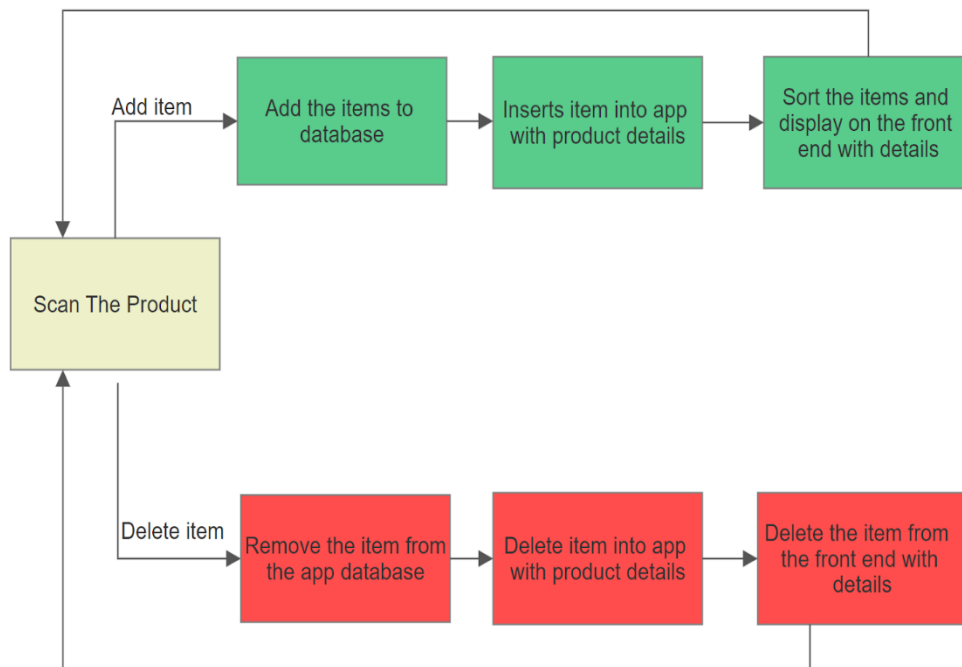 Add item
Add the items to
database
Inserts item into app
with product details
Sort the items and
display on the front
end with details
Scan The Product
Delete item
Remove the item from
the app database
Delete item into app
with product details
Delete the item from
the front end with
details